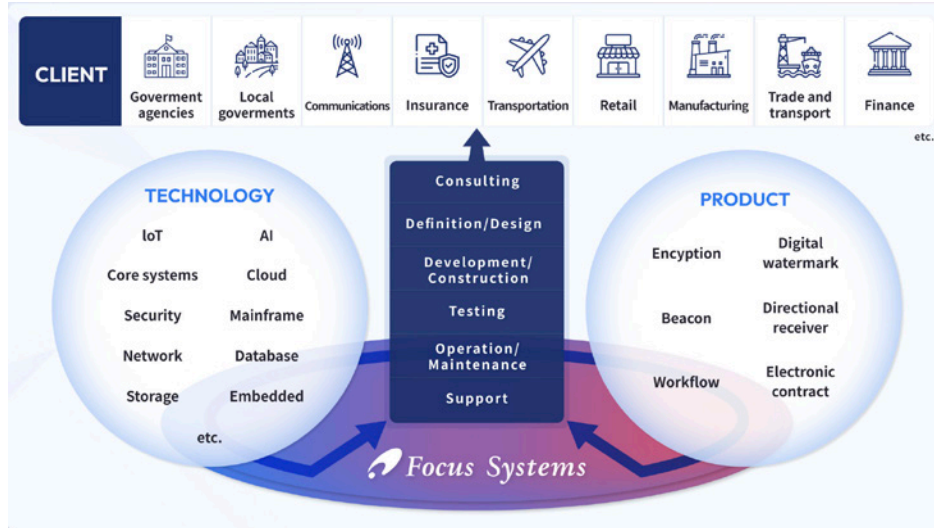 CLIENT
Goverment
agencies
Local
goverments
Communications
Insurance
Transportation
Retail
Manufacturing
Trade and
transport
Finance
etc.
TECHNOLOGY
IoT
AI
Core systems
Cloud
Security
Mainframe
Network
Database
Storage
Embedded
etc.
Consulting
Definition/Design
Development/
Construction
Testing
Operation/
Maintenance
Support
PRODUCT
Encyption
Digital
watermark
Beacon
Directional
receiver
Workflow
Electronic
contract
Focus Systems